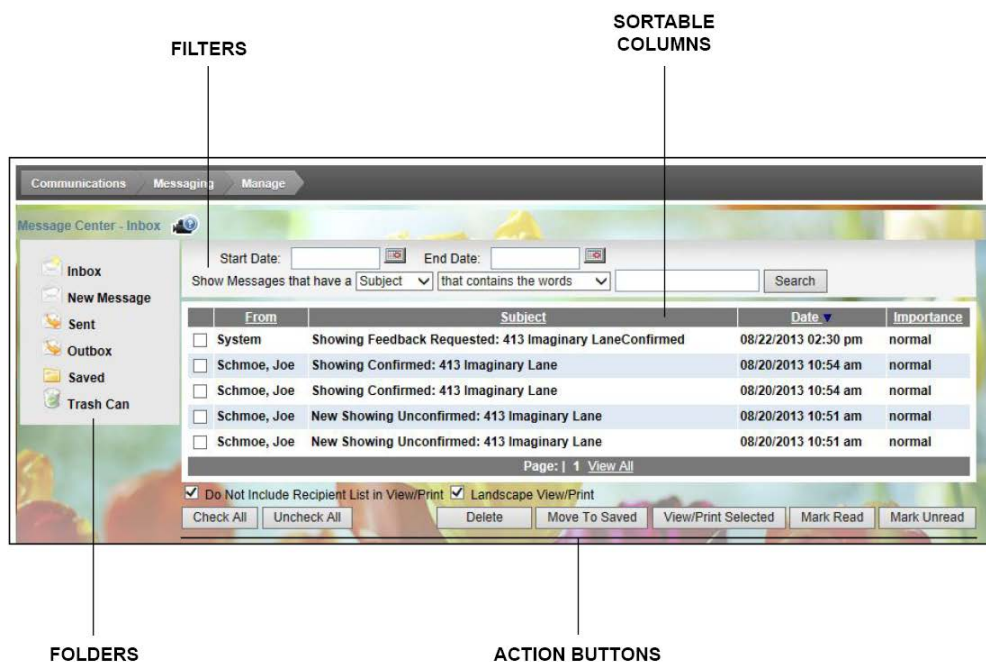 SORTABLE
COLUMNS
FILTERS
Communications Messaging Manage
Message Center - Inbox
Inbox
New Message
Sent
Outbox
Saved
Trash Can
Start Date: End Date:
Show Messages that have a Subject that contains the words Search
From Subject Date Importance
System Showing Feedback Requested: 413 Imaginary LaneConfirmed 08/22/2013 02:30 pm normal
Schmoe, Joe Showing Confirmed: 413 Imaginary Lane 08/20/2013 10:54 am normal
Schmoe, Joe Showing Confirmed: 413 Imaginary Lane 08/20/2013 10:54 am normal
Schmoe, Joe New Showing Unconfirmed: 413 Imaginary Lane 08/20/2013 10:51 am normal
Schmoe, Joe New Showing Unconfirmed: 413 Imaginary Lane 08/20/2013 10:51 am normal
Page: | 1 View All
Do Not Include Recipient List in View/Print Landscape View/Print
Check All Uncheck All Delete Move To Saved View/Print Selected Mark Read Mark Unread
FOLDERS
ACTION BUTTONS